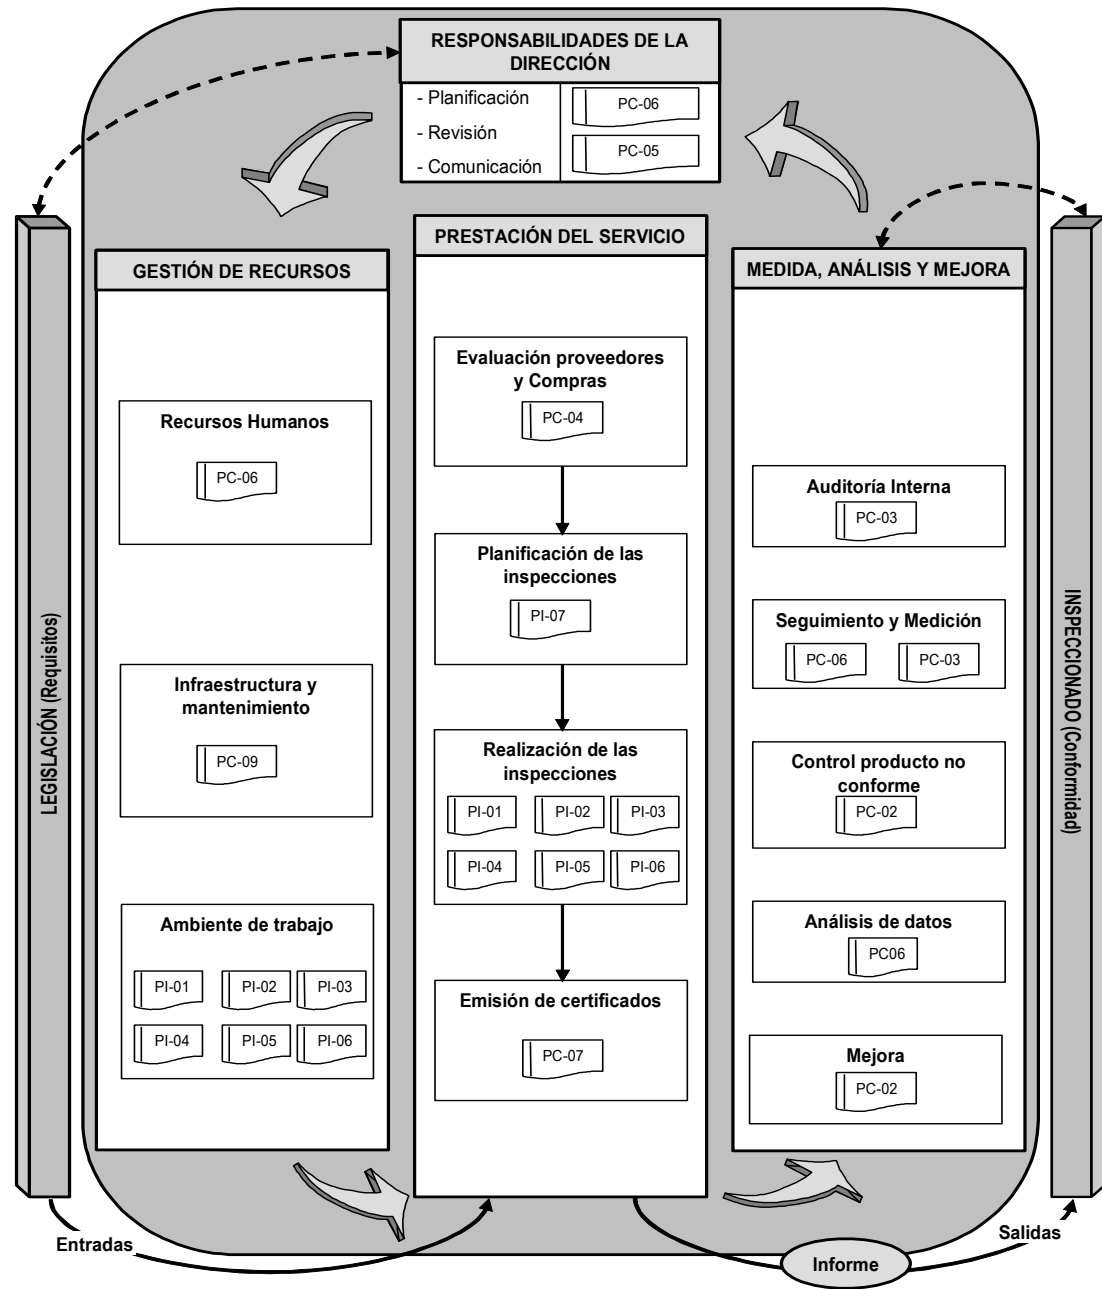 RESPONSABILIDADES DE LA
DIRECCIÓN
- Planificación
- Revisión
- Comunicación
PC-06
PC-05
LEGISLACIÓN (Requisitos)
GESTIÓN DE RECURSOS
Recursos Humanos
PC-06
Infraestructura y
mantenimiento
PC-09
Ambiente de trabajo
PI-01 PI-02 PI-03
PI-04 PI-05 PI-06
PRESTACIÓN DEL SERVICIO
Evaluación proveedores
y Compras
PC-04
Planificación de las
inspecciones
PI-07
Realización de las
inspecciones
PI-01 PI-02 PI-03
PI-04 PI-05 PI-06
Emisión de certificados
PC-07
MEDIDA, ANÁLISIS Y MEJORA
Auditoría Interna
PC-03
Seguimiento y Medición
PC-06 PC-03
Control producto no
conforme
PC-02
Análisis de datos
PC06
Mejora
PC-02
INSPECCIONADO (Conformidad)
Entradas
Informe
Salidas